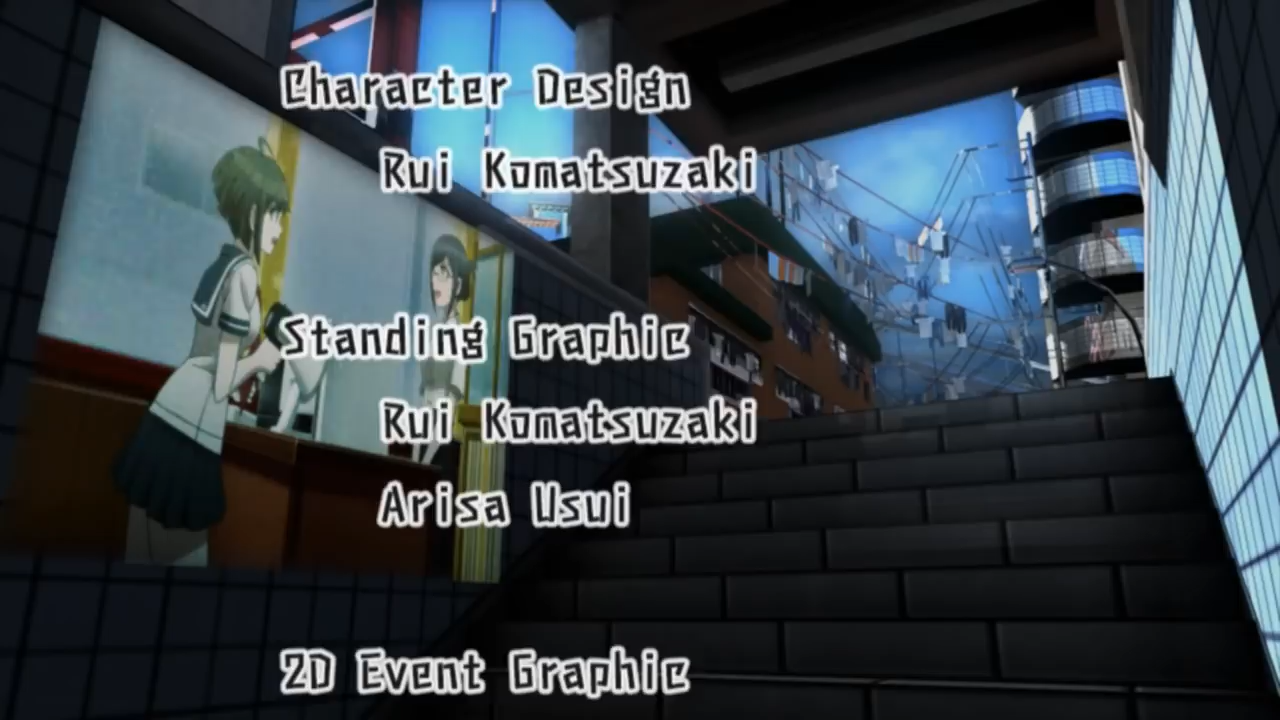 Character Design
Rui Komatsuzaki
Standing Graphic
Rui Komatsuzaki
Arisa Usui
2D Event Graphic